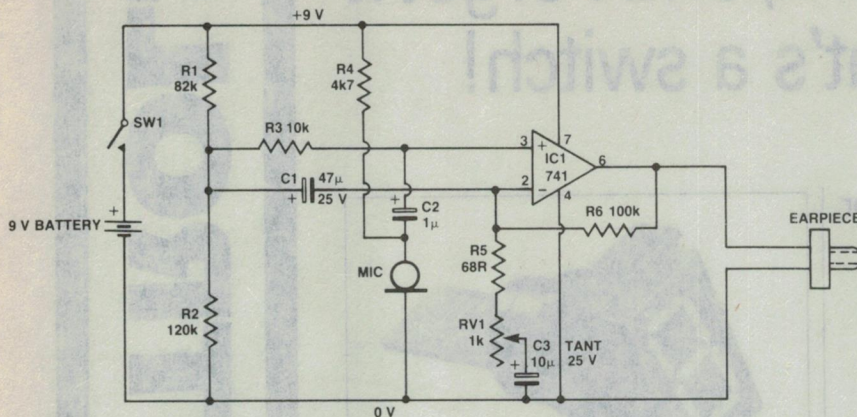 +9 V
R1
82k
R4
4k7
SW1
R3 10k
3
+
7
IC1
741
6
C1
47µ
+
25 V
2
−
4
+
C2
1µ
R6 100k
EARPIECE
+
9 V BATTERY
R5
68R
MIC
R2
120k
RV1
1k
C3
10µ
+
TANT
25 V
0 V
't's a switch!